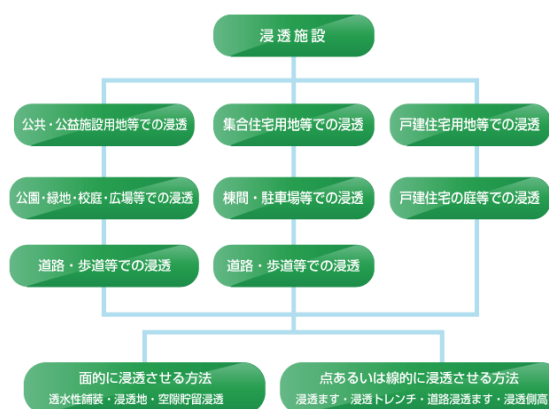 浸透施設
公共・公益施設用地等での浸透
集合住宅用地等での浸透
戸建住宅用地等での浸透
公園・緑地・校庭・広場等での浸透
棟間・駐車場等での浸透
戸建住宅の庭等での浸透
道路・歩道等での浸透
道路・歩道等での浸透
面的に浸透させる方法
透水性舗装・浸透地・空隙貯留浸透
点あるいは線的に浸透させる方法
浸透ます・浸透トレンチ・道路浸透ます・浸透側高